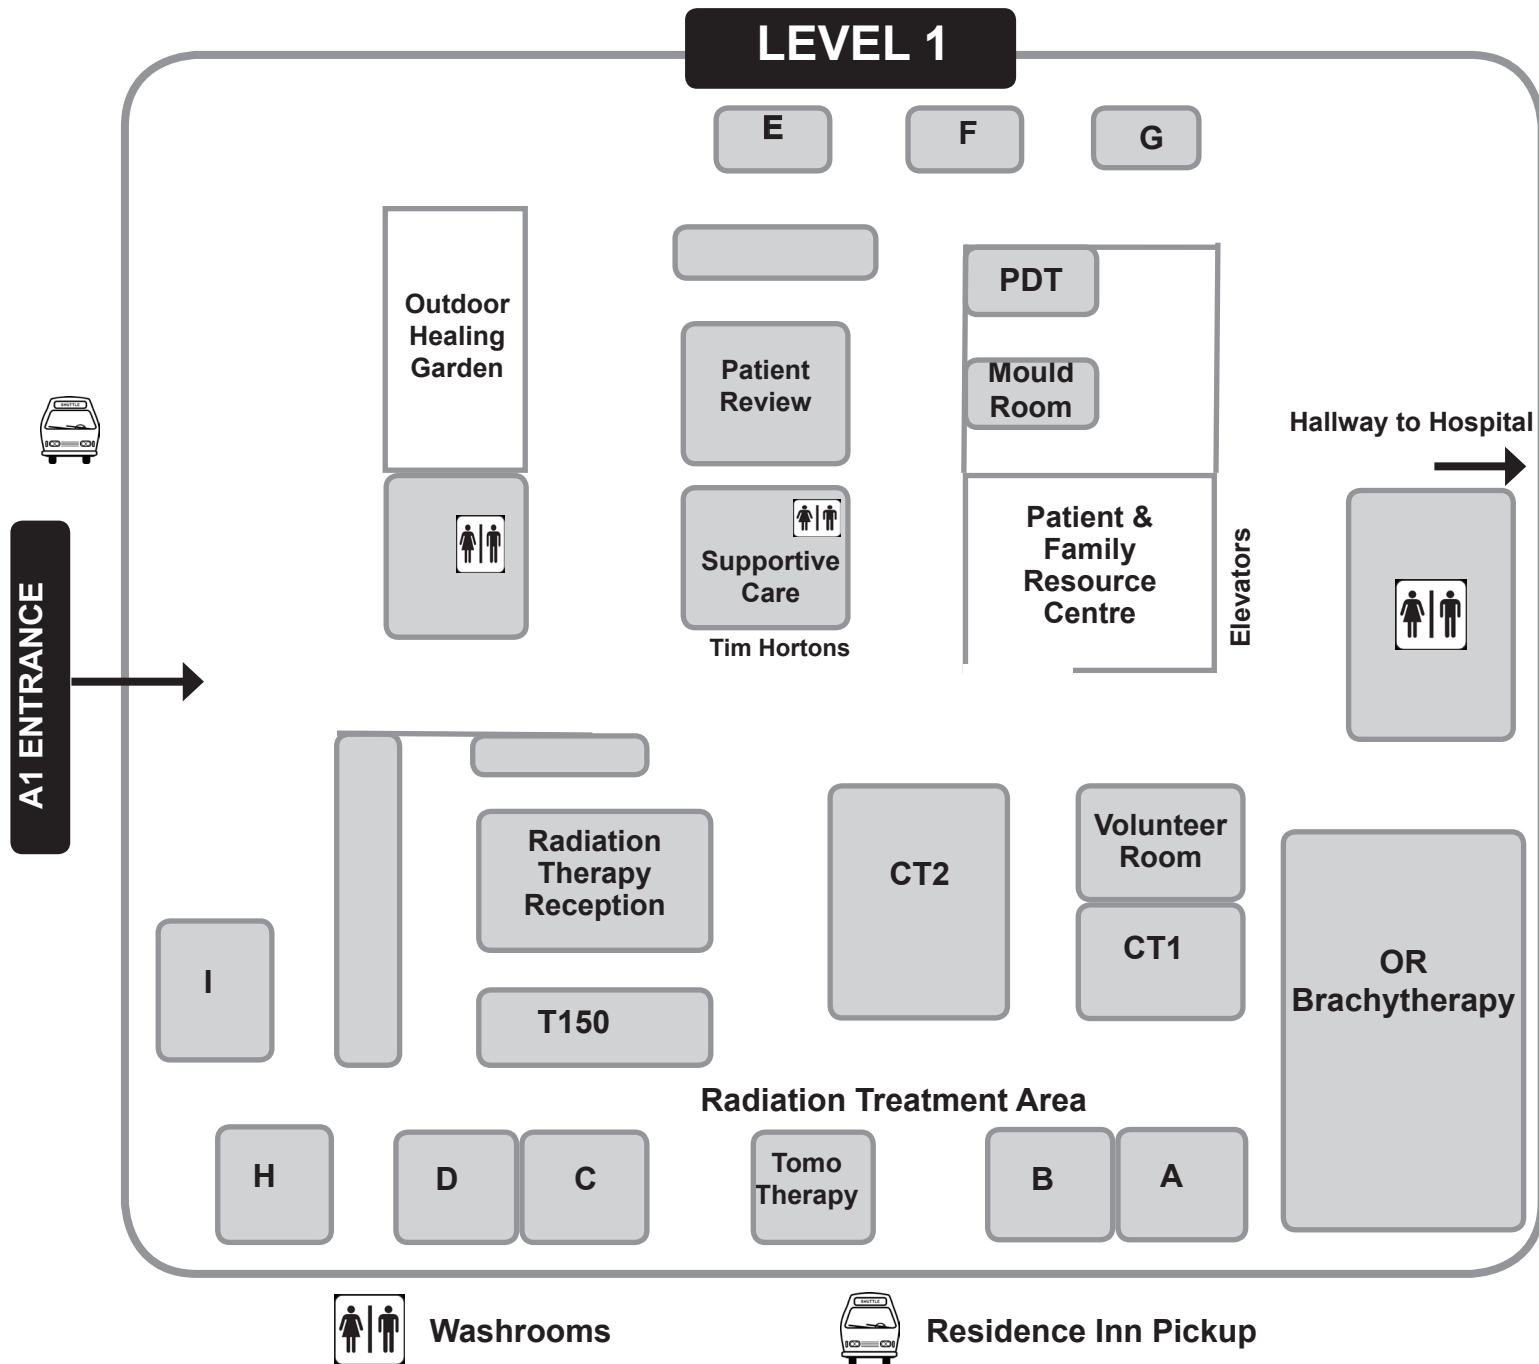 LEVEL 1
E
F
G
Outdoor
Healing
Garden
PDT
Patient
Review
Mould
Room
SHUTTLE
Hallway to Hospital
A1 ENTRANCE
Supportive
Care
Tim Hortons
Patient &
Family
Resource
Centre
Elevators
Radiation
Therapy
Reception
CT2
Volunteer
Room
CT1
OR
Brachytherapy
I
T150
Radiation Treatment Area
H
D
C
Tomo
Therapy
B
A
Washrooms
SHUTTLE
Residence Inn Pickup